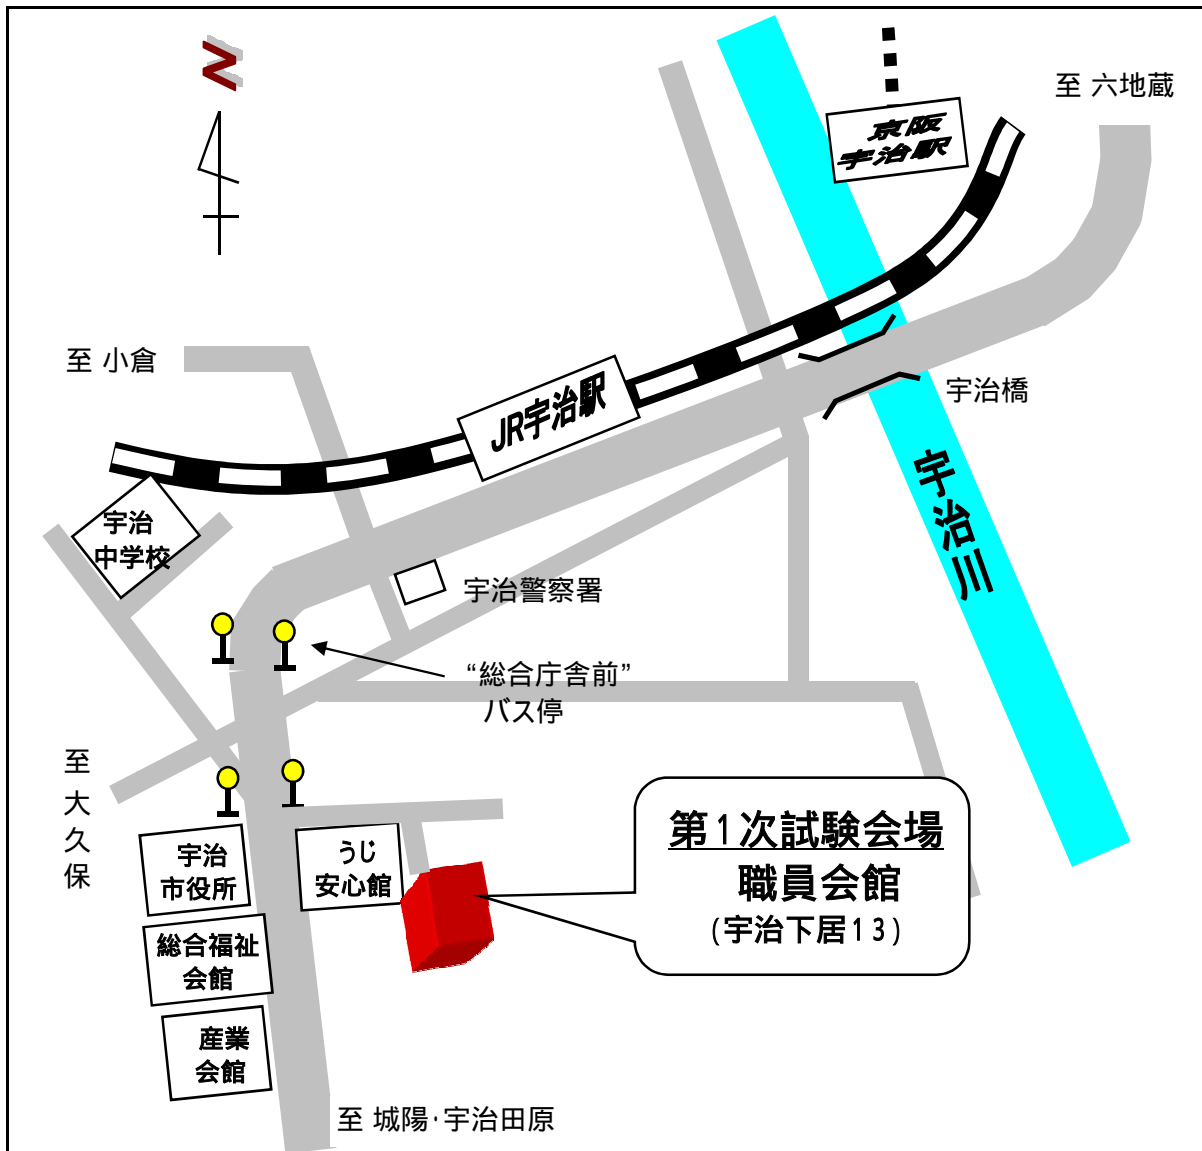 N
至 六地蔵
京阪
宇治駅
至 小倉
JR宇治駅
宇治橋
宇治川
宇治
中学校
宇治警察署
“総合庁舎前”
バス停
至大久保
第1次試験会場
職員会館
(宇治下居13)
宇治
市役所
うじ
安心館
総合福祉
会館
産業
会館
至 城陽・宇治田原